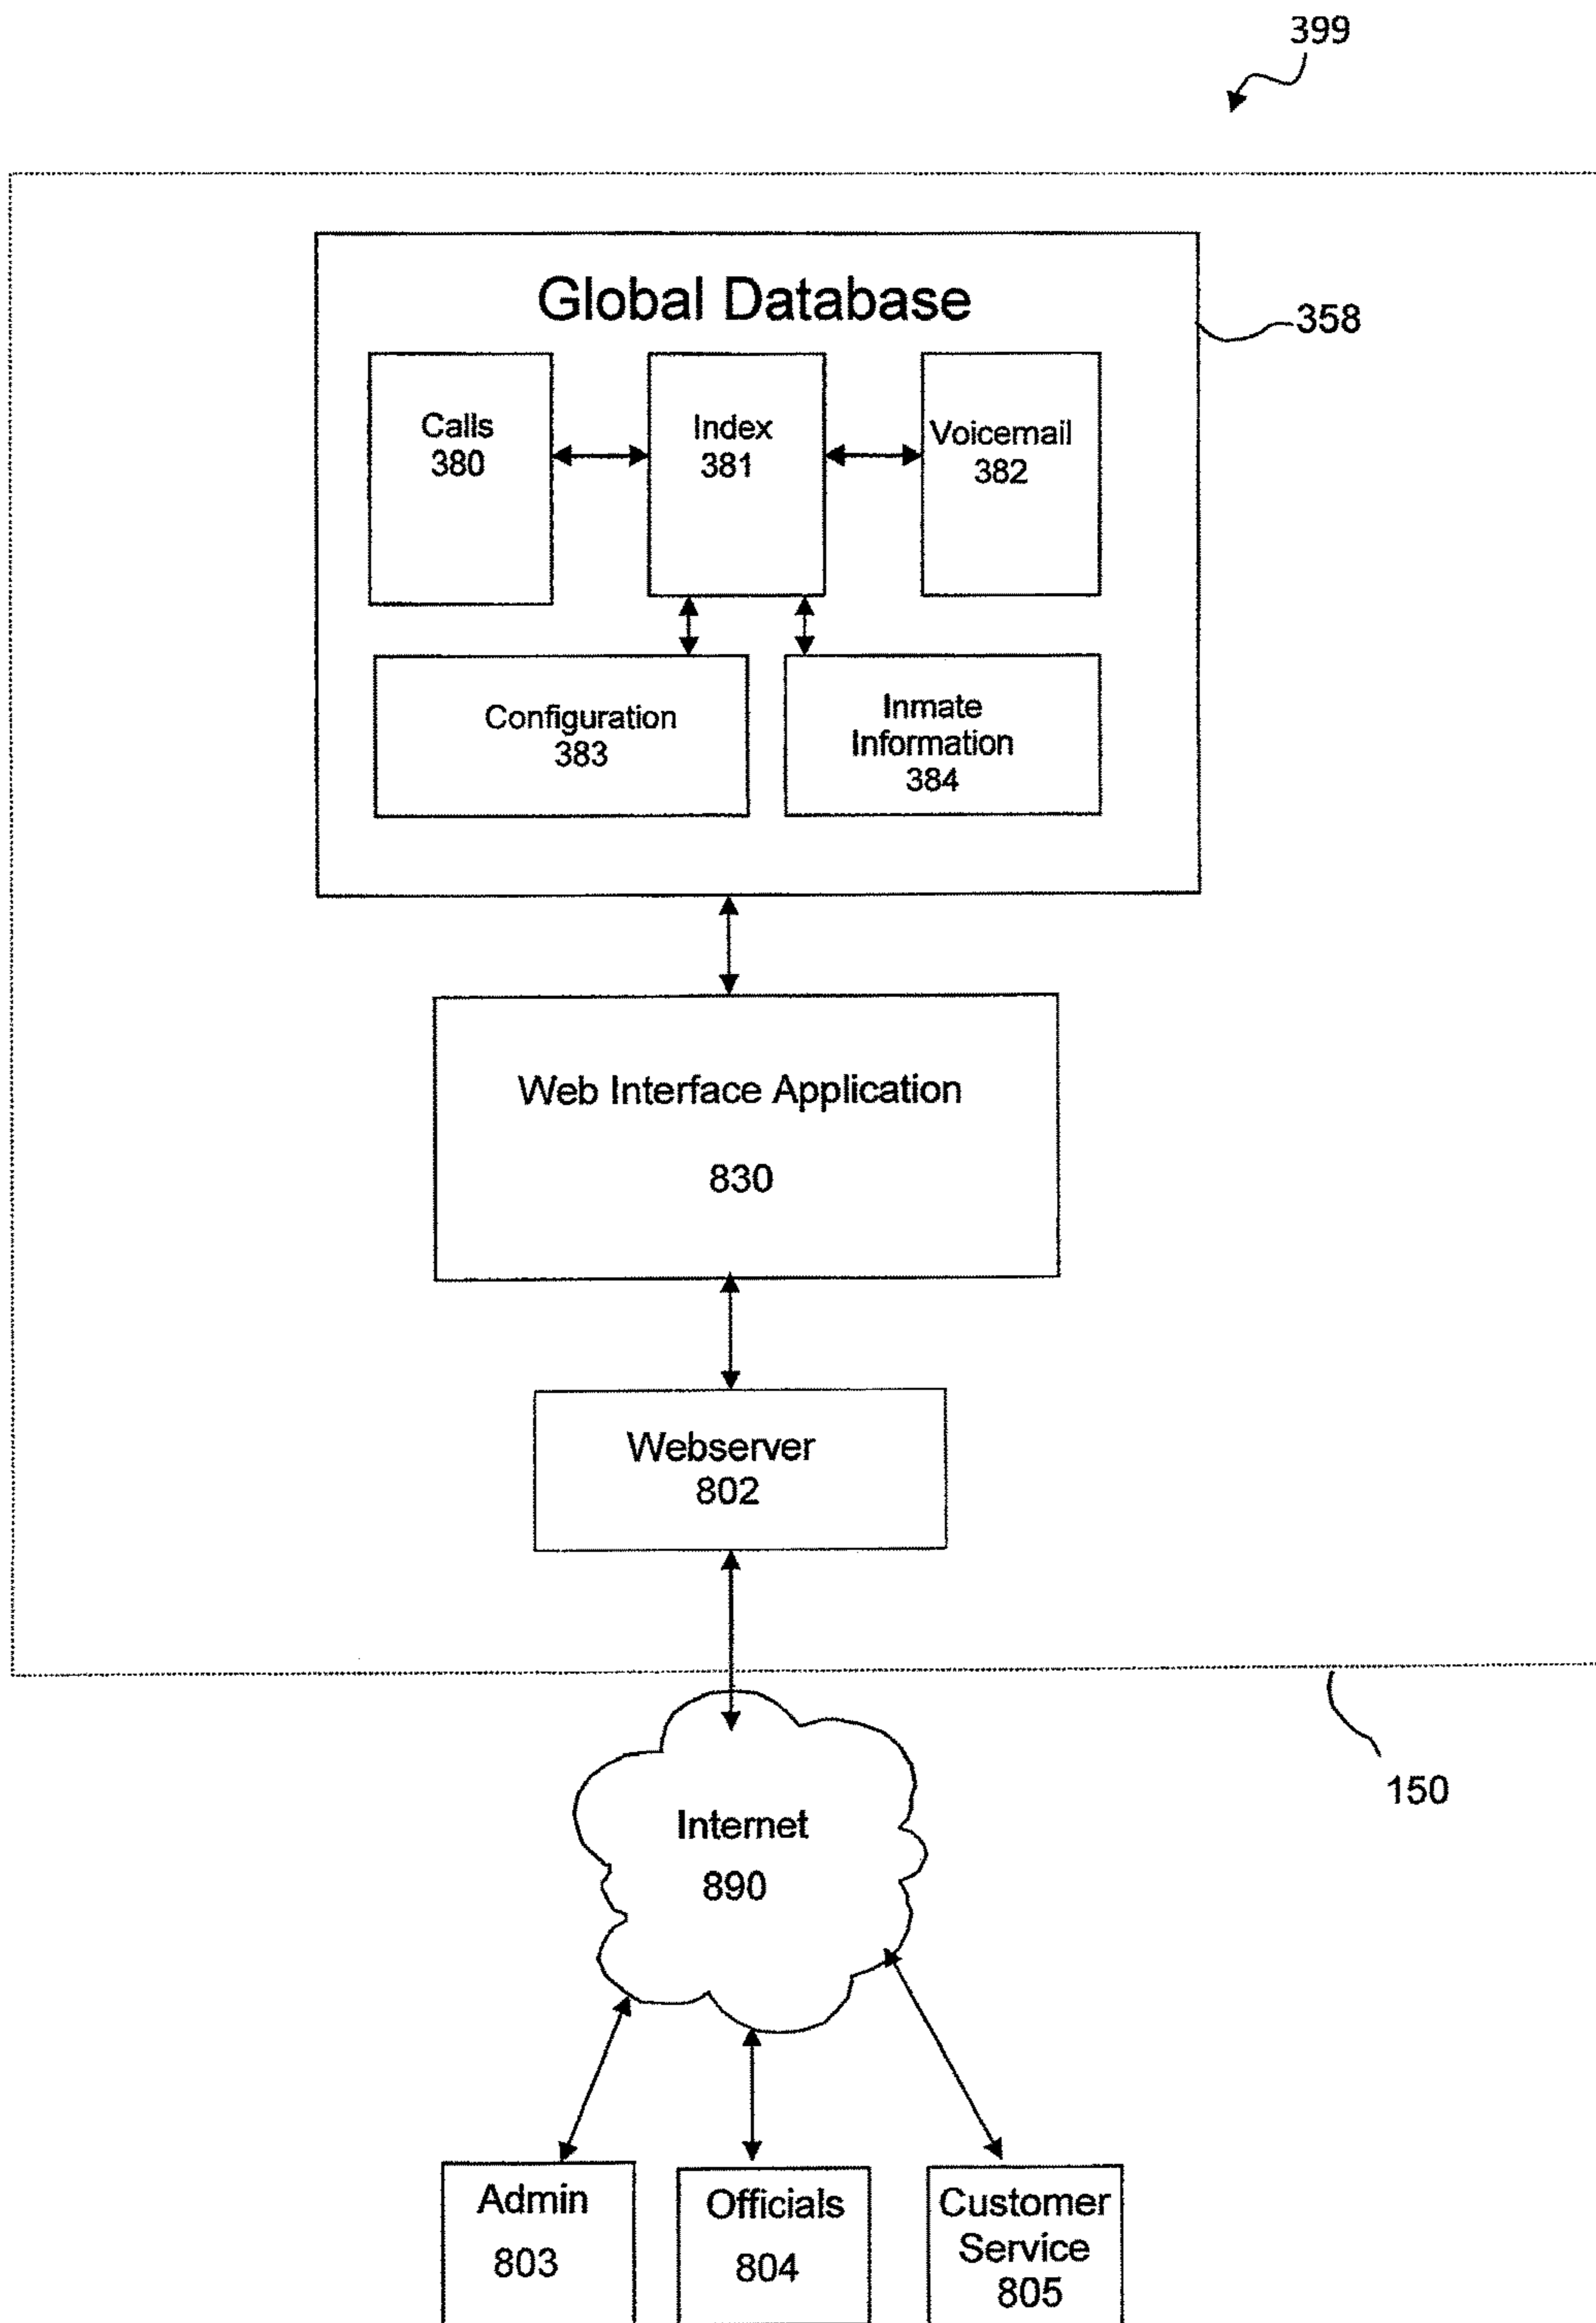 399
Global Database
358
Calls
380
Index
381
Voicemail
382
Configuration
383
Inmate
Information
384
Web Interface Application
830
Webserver
802
150
Internet
890
Admin
803
Officials
804
Customer
Service
805